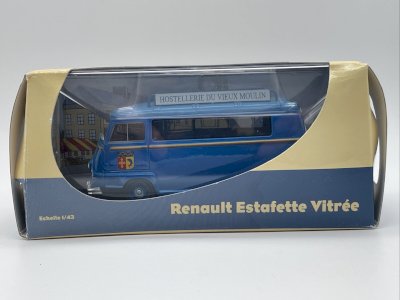 HOSTELLERIE DU VIEUX MOULIN
Echelle 1/43
Renault Estafette Vitrée